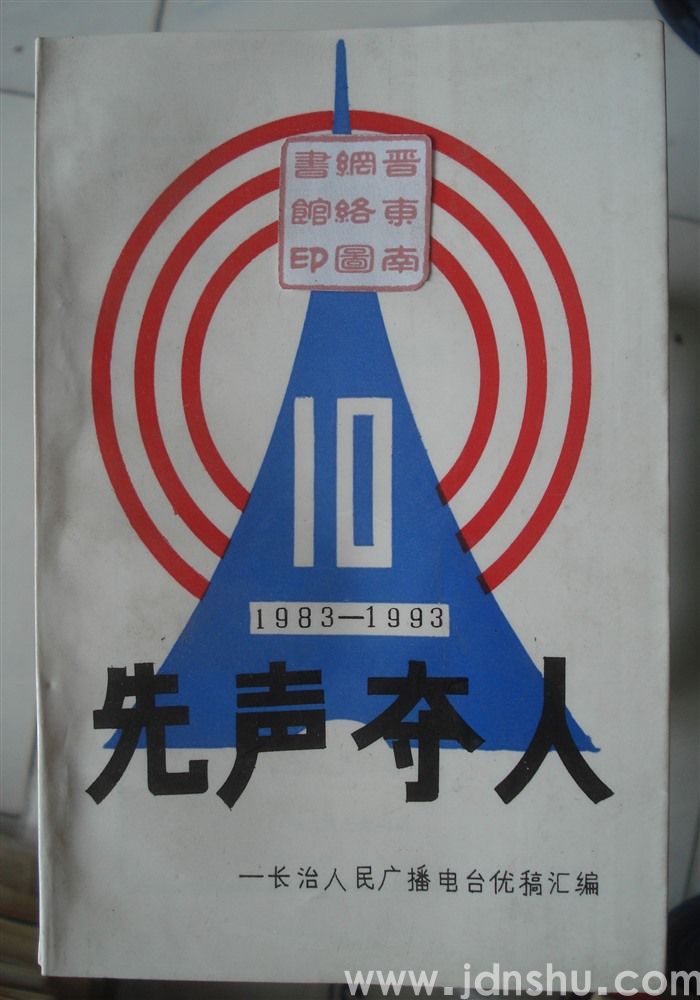 晋東南
網絡圖
書館印
10
1983—1993
先声夺人
—长治人民广播电台优稿汇编
www.jdnshu.com